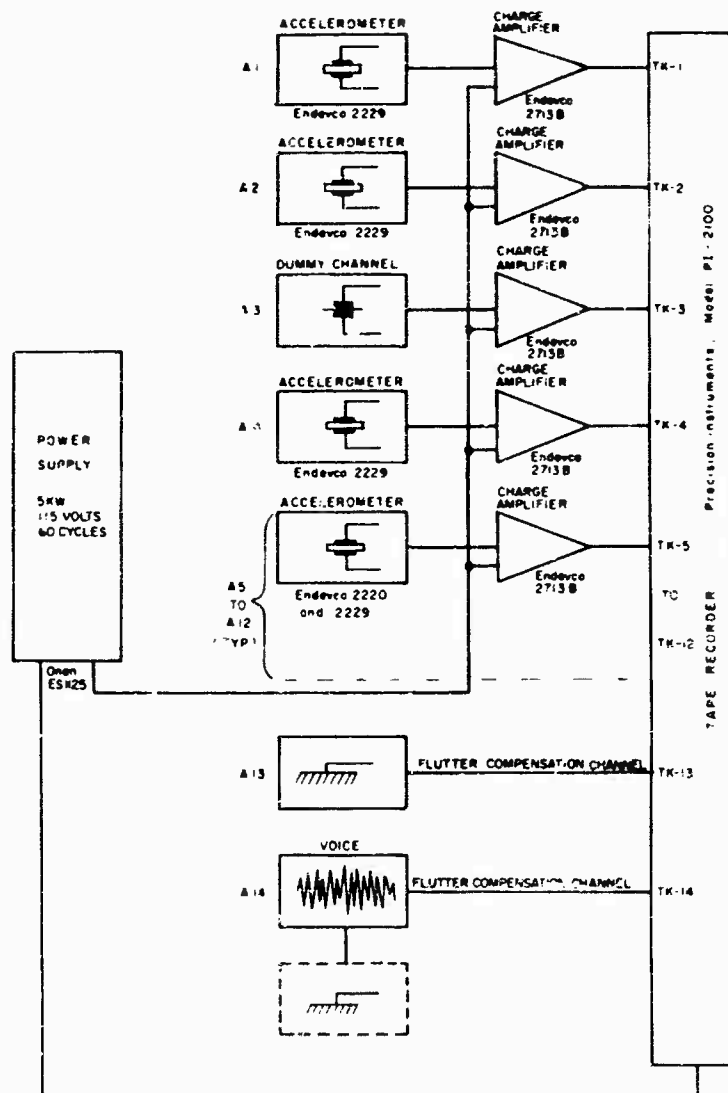 ACCELEROMETER
A1
Endevco 2229
CHARGE
AMPLIFIER
Endevco
2713B
TK-1
ACCELEROMETER
A2
Endevco 2229
CHARGE
AMPLIFIER
Endevco
2713B
TK-2
DUMMY CHANNEL
3
CHARGE
AMPLIFIER
Endevco
2713B
TK-3
ACCELEROMETER
A
Endevco 2229
CHARGE
AMPLIFIER
Endevco
2713B
TK-4
ACCELEROMETER
Endevco 2220
and 2229
CHARGE
AMPLIFIER
Endevco
2713B
TK-5
TO
TK-12
A5
TO
A12
(TYP)
POWER
SUPPLY
5KW
115 VOLTS
60 CYCLES
Onan
A13
FLUTTER COMPENSATION CHANNEL
TK-13
VOICE
A14
FLUTTER COMPENSATION CHANNEL
TK-14
TAPE RECORDER Precision Instruments, Model PI-2100